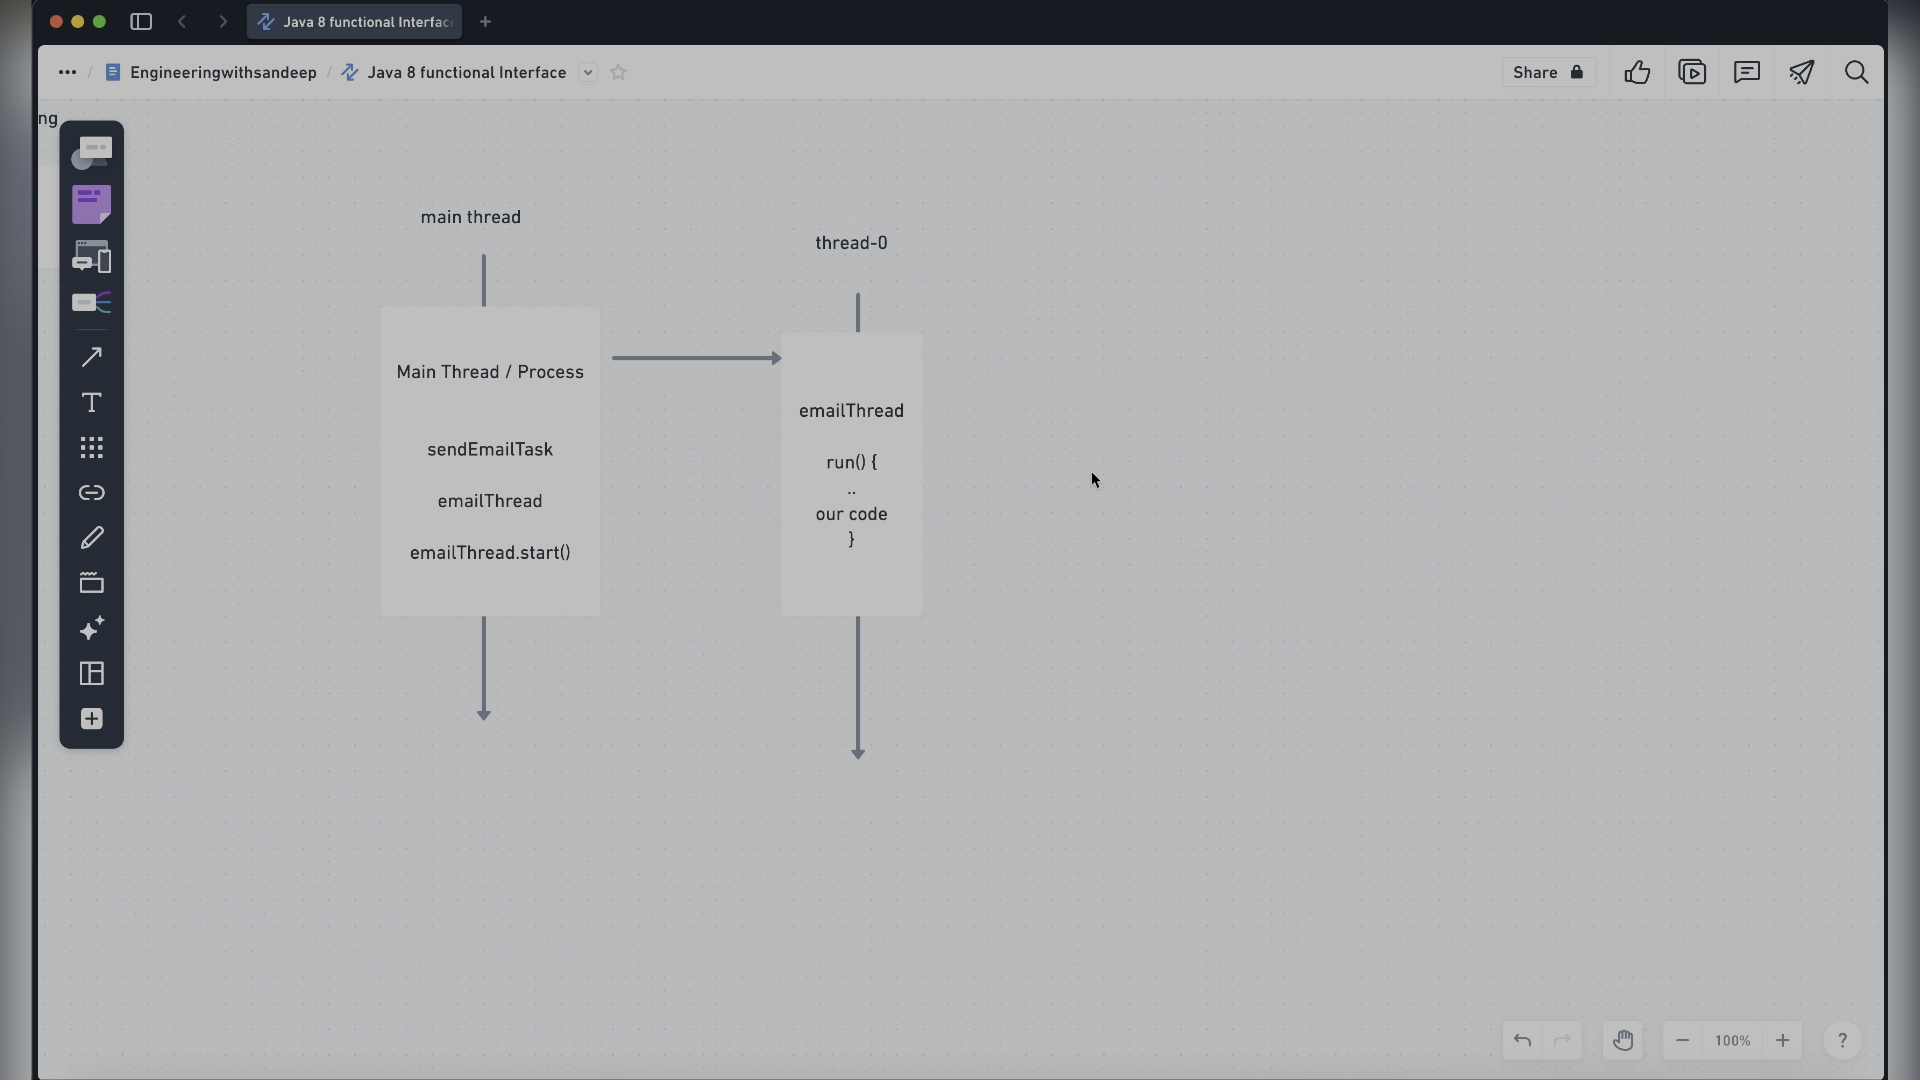 Java 8 functional Interfac
Engineeringwithsandeep / Java 8 functional Interface
Share
ng
main thread
thread-0
Main Thread / Process
sendEmailTask
emailThread
emailThread.start()
emailThread
run() {
..
our code
}
100%
?